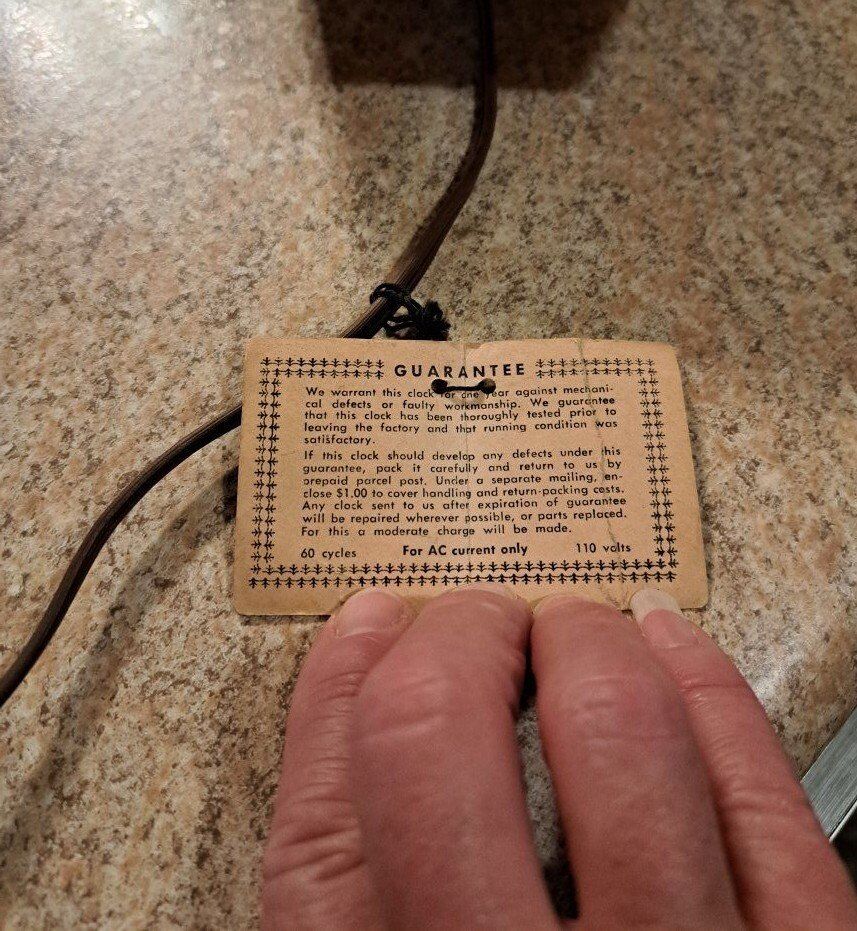 GUARANTEE
We warrant this clock for one year against mechani-
cal defects or faulty workmanship. We guarantee
that this clock has been thoroughly tested prior to
leaving the factory and that running condition was
satisfactory.
If this clock should develop any defects under this
guarantee, pack it carefully and return to us by
prepaid parcel post. Under a separate mailing, en-
close $1.00 to cover handling and return-packing costs.
Any clock sent to us after expiration of guarantee
will be repaired wherever possible, or parts replaced.
For this a moderate charge will be made.
60 cycles For AC current only 110 volts